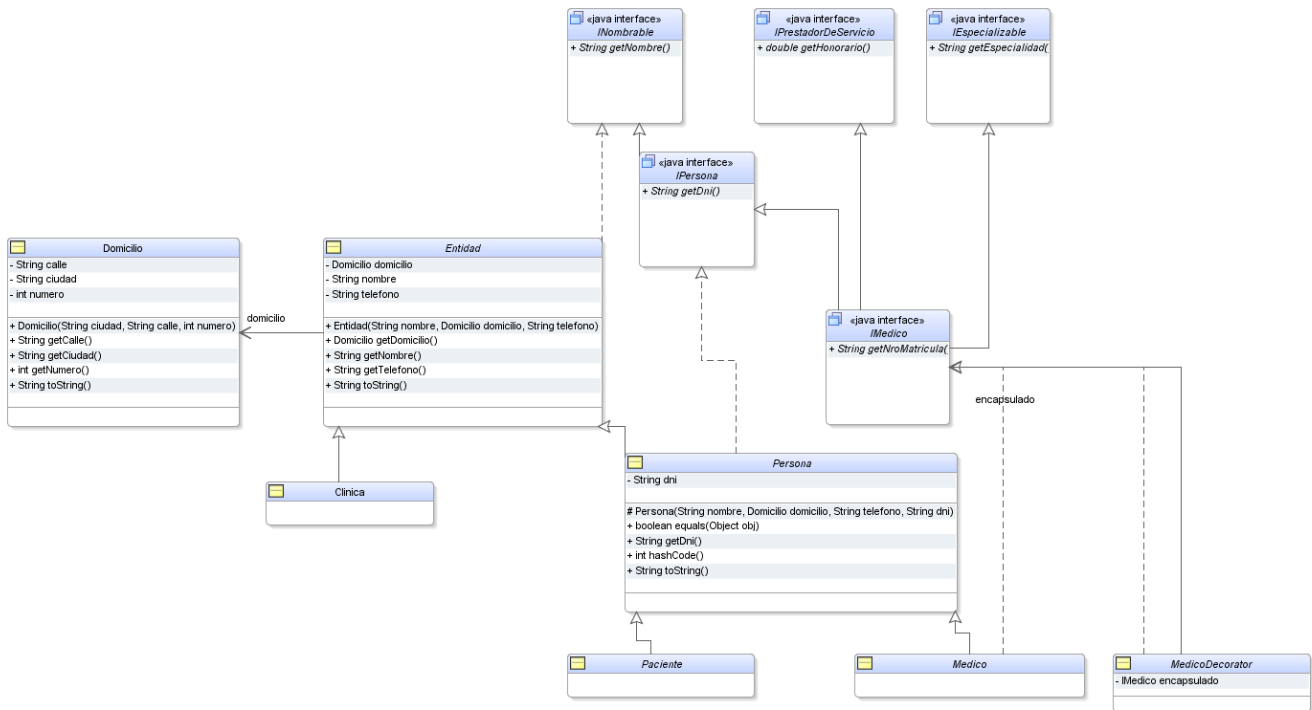 «java interface»
INombrable
+ String getNombre()
«java interface»
IPrestadorDeServicio
+ double getHonorario()
«java interface»
IEspecializable
+ String getEspecialidad(
«java interface»
IPersona
+ String getDni()
Domicilio
- String calle
- String ciudad
- int numero
+ Domicilio(String ciudad, String calle, int numero)
+ String getCalle()
+ String getCiudad()
+ int getNumero()
+ String toString()
domicilio
Entidad
- Domicilio domicilio
- String nombre
- String telefono
+ Entidad(String nombre, Domicilio domicilio, String telefono)
+ Domicilio getDomicilio()
+ String getNombre()
+ String getTelefono()
+ String toString()
«java interface»
IMedico
+ String getNroMatricula(
encapsulado
Clinica
Persona
- String dni
# Persona(String nombre, Domicilio domicilio, String telefono, String dni)
+ boolean equals(Object obj)
+ String getDni()
+ int hashCode()
+ String toString()
Paciente
Medico
MedicoDecorator
- IMedico encapsulado